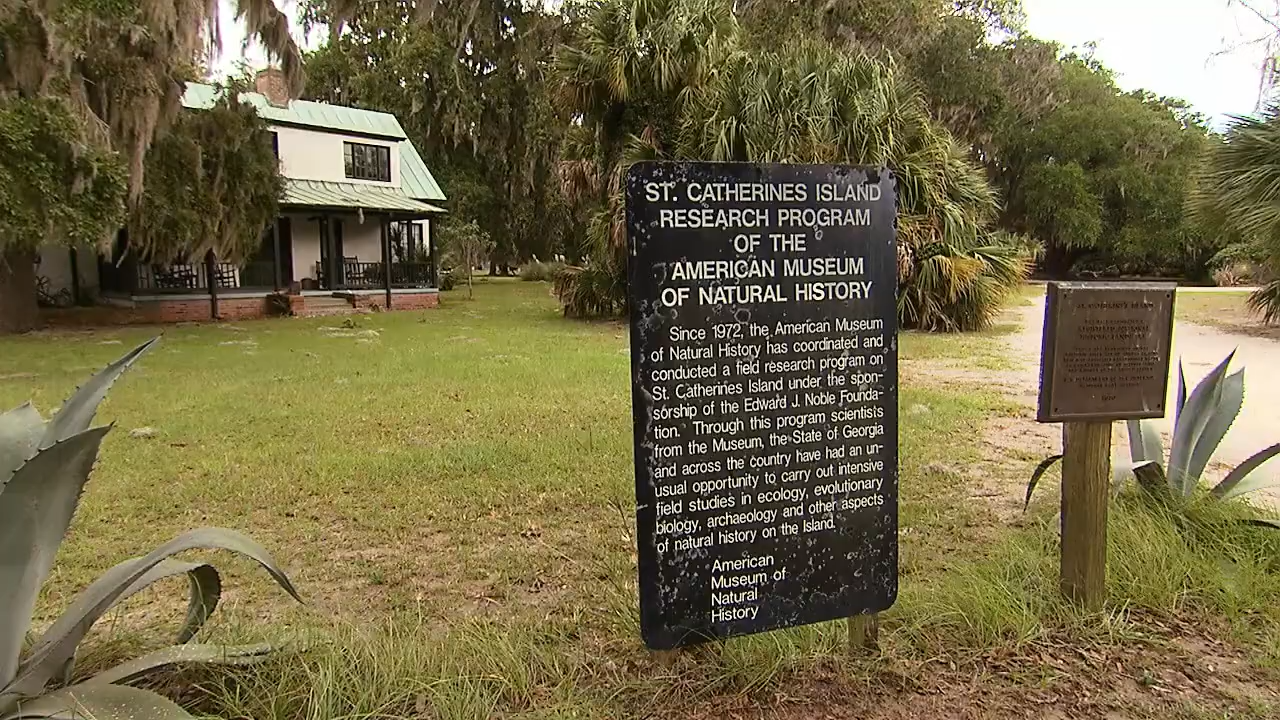 ST. CATHERINES ISLAND
RESEARCH PROGRAM
OF THE
AMERICAN MUSEUM
OF NATURAL HISTORY
Since 1972, the American Museum
of Natural History has coordinated and
conducted a field research program on
St. Catherines Island under the spon-
sorship of the Edward J. Noble Founda-
tion. Through this program scientists
from the Museum, the State of Georgia
and across the country have had an un-
usual opportunity to carry out intensive
field studies in ecology, evolutionary
biology, archaeology and other aspects
of natural history on the Island.
American
Museum of
Natural
History
ST. CATHERINES ISLAND